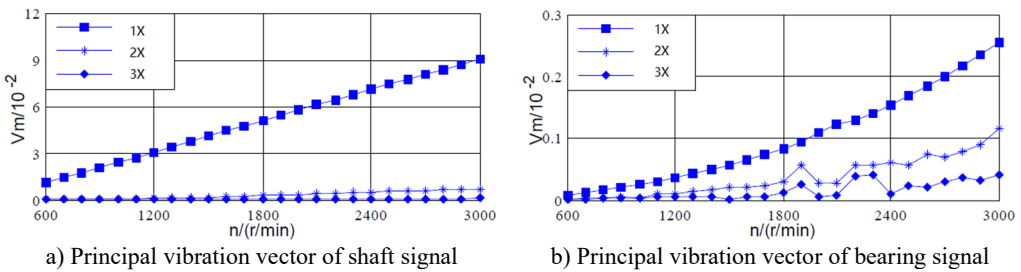 12
9
6
3
0
Vm/10 -2
1X
2X
3X
600 1200 1800 2400 3000
n/(r/min)
a) Principal vibration vector of shaft signal
0.3
0.2
0.1
0
Vm/10 -2
1X
2X
3X
600 1200 1800 2400 3000
n/(r/min)
b) Principal vibration vector of bearing signal